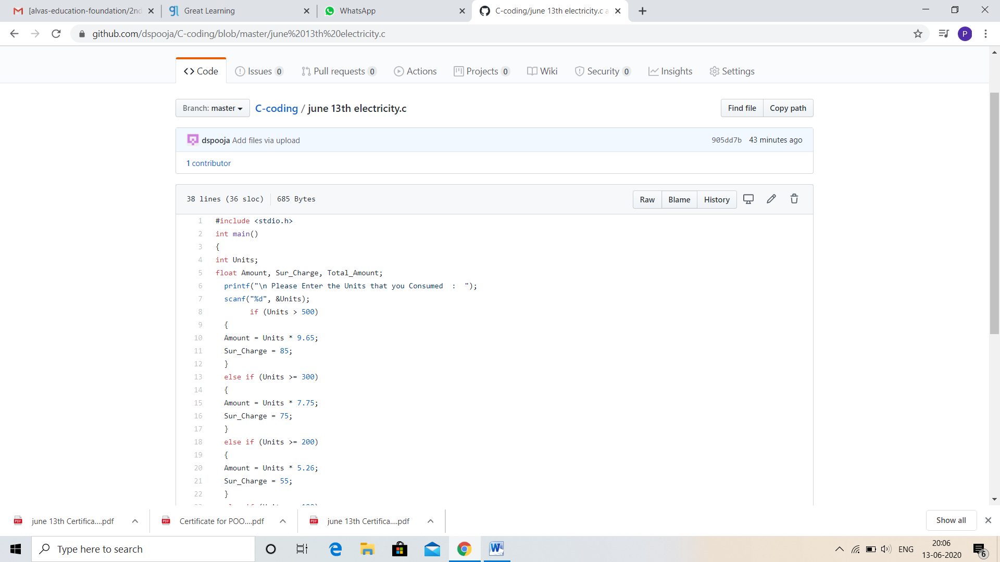 [alvas-education-foundation/2nd
Great Learning
WhatsApp
C-coding/june 13th electricity.c a
github.com/dspooja/C-coding/blob/master/june%2013th%20electricity.c
P
Code
Issues 0
Pull requests 0
Actions
Projects 0
Wiki
Security 0
Insights
Settings
Branch: master
C-coding / june 13th electricity.c
Find file
Copy path
dspooja Add files via upload
905dd7b 43 minutes ago
1 contributor
38 lines (36 sloc) 685 Bytes
Raw
Blame
History
1 #include <stdio.h>
2 int main()
3 {
4 int Units;
5 float Amount, Sur_Charge, Total_Amount;
6 printf("\n Please Enter the Units that you Consumed  :  ");
7 scanf("%d", &Units);
8 if (Units > 500)
9 {
10 Amount = Units * 9.65;
11 Sur_Charge = 85;
12 }
13 else if (Units >= 300)
14 {
15 Amount = Units * 7.75;
16 Sur_Charge = 75;
17 }
18 else if (Units >= 200)
19 {
20 Amount = Units * 5.26;
21 Sur_Charge = 55;
22 }
june 13th Certifica....pdf
Certificate for POO....pdf
june 13th Certifica....pdf
Show all
Type here to search
ENG
20:06
13-06-2020
6